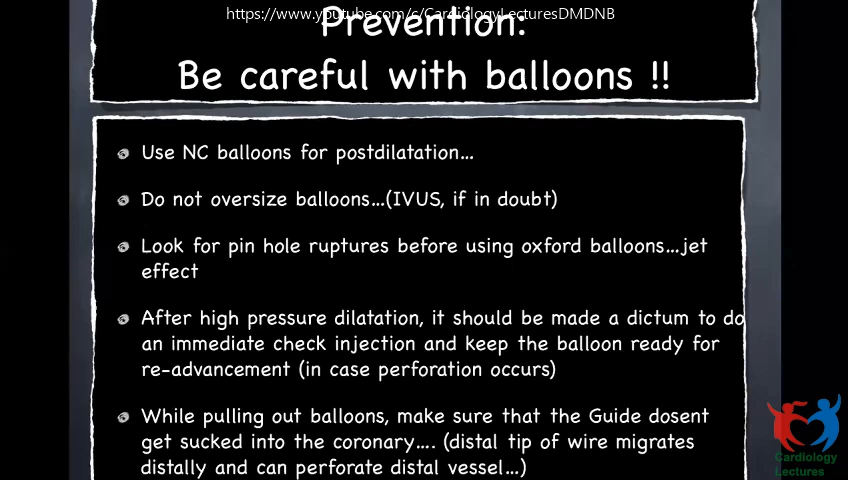 https://www.youtube.com/c/CardiologyLecturesDMDNB
Prevention:
Be careful with balloons !!
Use NC balloons for postdilatation...
Do not oversize balloons...(IVUS, if in doubt)
Look for pin hole ruptures before using oxford balloons...jet
effect
After high pressure dilatation, it should be made a dictum to do
an immediate check injection and keep the balloon ready for
re-advancement (in case perforation occurs)
While pulling out balloons, make sure that the Guide dosent
get sucked into the coronary.... (distal tip of wire migrates
distally and can perforate distal vessel...)
Cardiology
Lectures